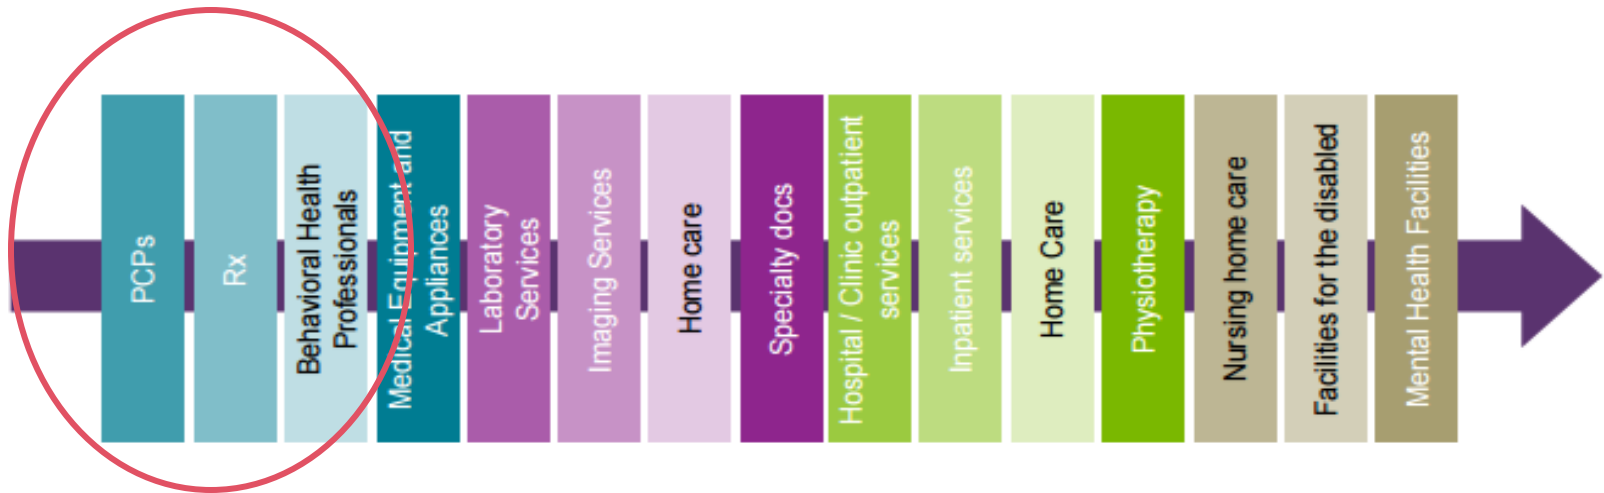 PCPs
Rx
Behavioral Health
Professionals
Medical Equipment and
Appliances
Laboratory
Services
Imaging Services
Home care
Specialty docs
Hospital / Clinic outpatient
services
Inpatient services
Home Care
Physiotherapy
Nursing home care
Facilities for the disabled
Mental Health Facilities